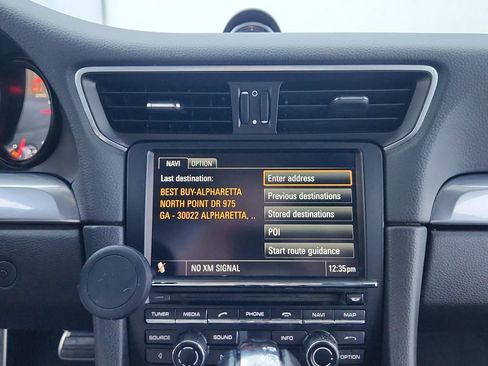 NAVI OPTION
Last destination:
BEST BUY-ALPHARETTA
NORTH POINT DR 975
GA - 30022 ALPHARETTA, ..
Enter address
Previous destinations
Stored destinations
POI
Start route guidance
NO XM SIGNAL 12:35pm
TUNER MEDIA PHONE NAVI MAP
SOURCE SOUND INFO
OPTION